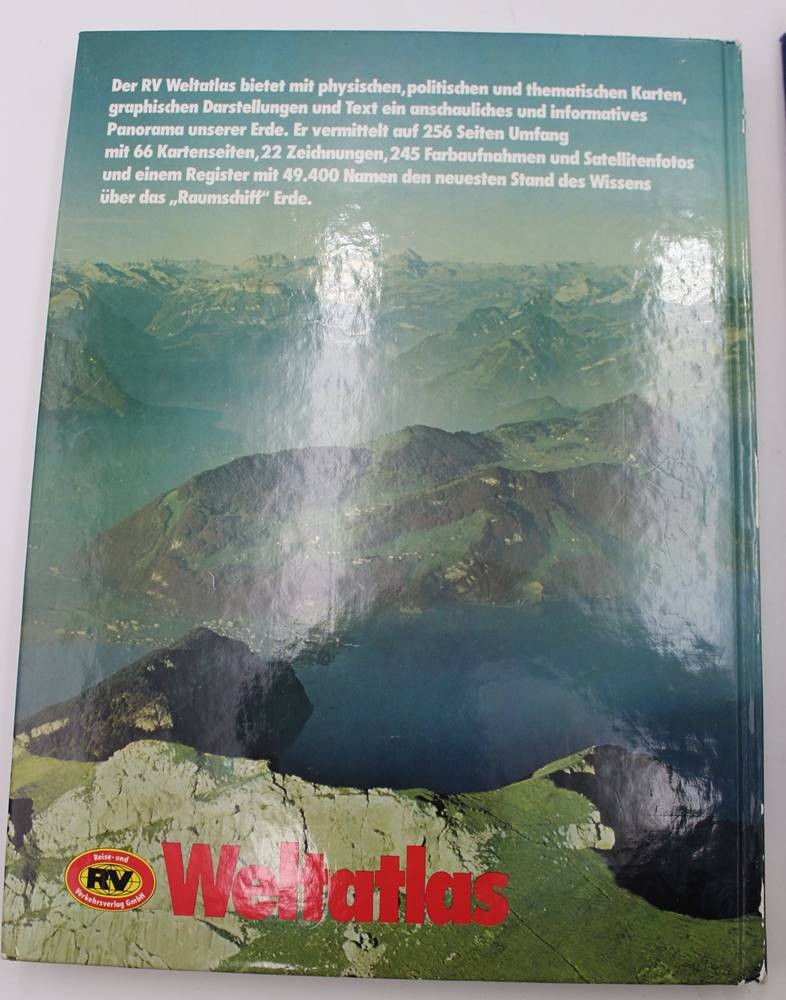 Der RV Weltatlas bietet mit physischen, politischen und thematischen Karten,
graphischen Darstellungen und Text ein anschauliches und informatives
Panorama unserer Erde. Er vermittelt auf 256 Seiten Umfang
mit 66 Kartenseiten, 22 Zeichnungen, 245 Farbaufnahmen und Satellitenfotos
und einem Register mit 49.400 Namen den neuesten Stand des Wissens
über das „Raumschiff“ Erde.
Reise- und
RV
Verkehrsverlag GmbH
Weltatlas